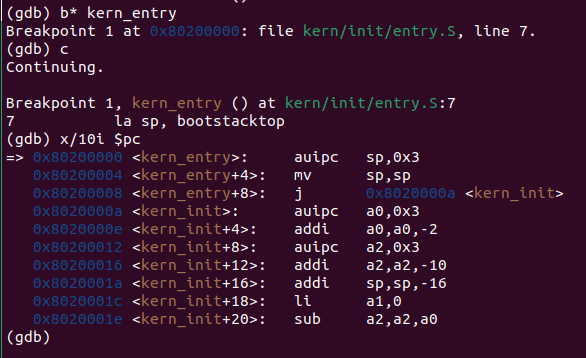 (gdb) b* kern_entry
Breakpoint 1 at 0x80200000: file kern/init/entry.S, line 7.
(gdb) c
Continuing.
Breakpoint 1, kern_entry () at kern/init/entry.S:7
7           la sp, bootstacktop
(gdb) x/10i $pc
=> 0x80200000 <kern_entry>:     auipc   sp,0x3
   0x80200004 <kern_entry+4>:   mv      sp,sp
   0x80200008 <kern_entry+8>:   j       0x8020000a <kern_init>
   0x8020000a <kern_init>:      auipc   a0,0x3
   0x8020000e <kern_init+4>:    addi    a0,a0,-2
   0x80200012 <kern_init+8>:    auipc   a2,0x3
   0x80200016 <kern_init+12>:   addi    a2,a2,-10
   0x8020001a <kern_init+16>:   addi    sp,sp,-16
   0x8020001c <kern_init+18>:   li      a1,0
   0x8020001e <kern_init+20>:   sub     a2,a2,a0
(gdb)